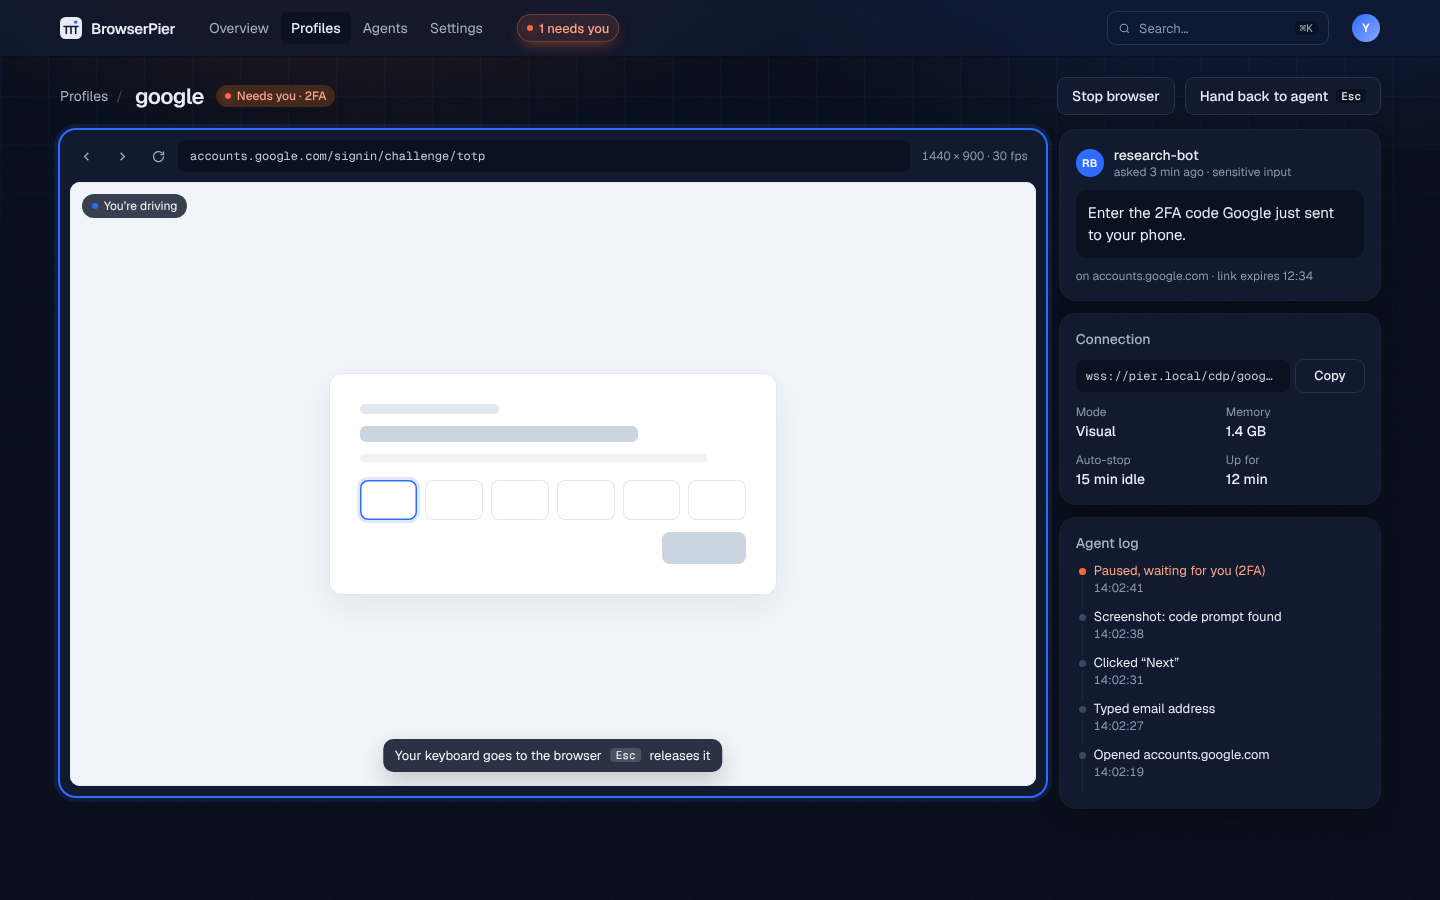 BrowserPier
Overview
Profiles
Agents
Settings
1 needs you
Search...
⌘K
Y
Profiles /
google
Needs you · 2FA
Stop browser
Hand back to agent Esc
accounts.google.com/signin/challenge/totp
1440 × 900 · 30 fps
You're driving
Your keyboard goes to the browser Esc releases it
RB
research-bot
asked 3 min ago · sensitive input
Enter the 2FA code Google just sent
to your phone.
on accounts.google.com · link expires 12:34
Connection
wss://pier.local/cdp/goog…
Copy
Mode
Memory
Visual
1.4 GB
Auto-stop
Up for
15 min idle
12 min
Agent log
Paused, waiting for you (2FA)
14:02:41
Screenshot: code prompt found
14:02:38
Clicked “Next”
14:02:31
Typed email address
14:02:27
Opened accounts.google.com
14:02:19